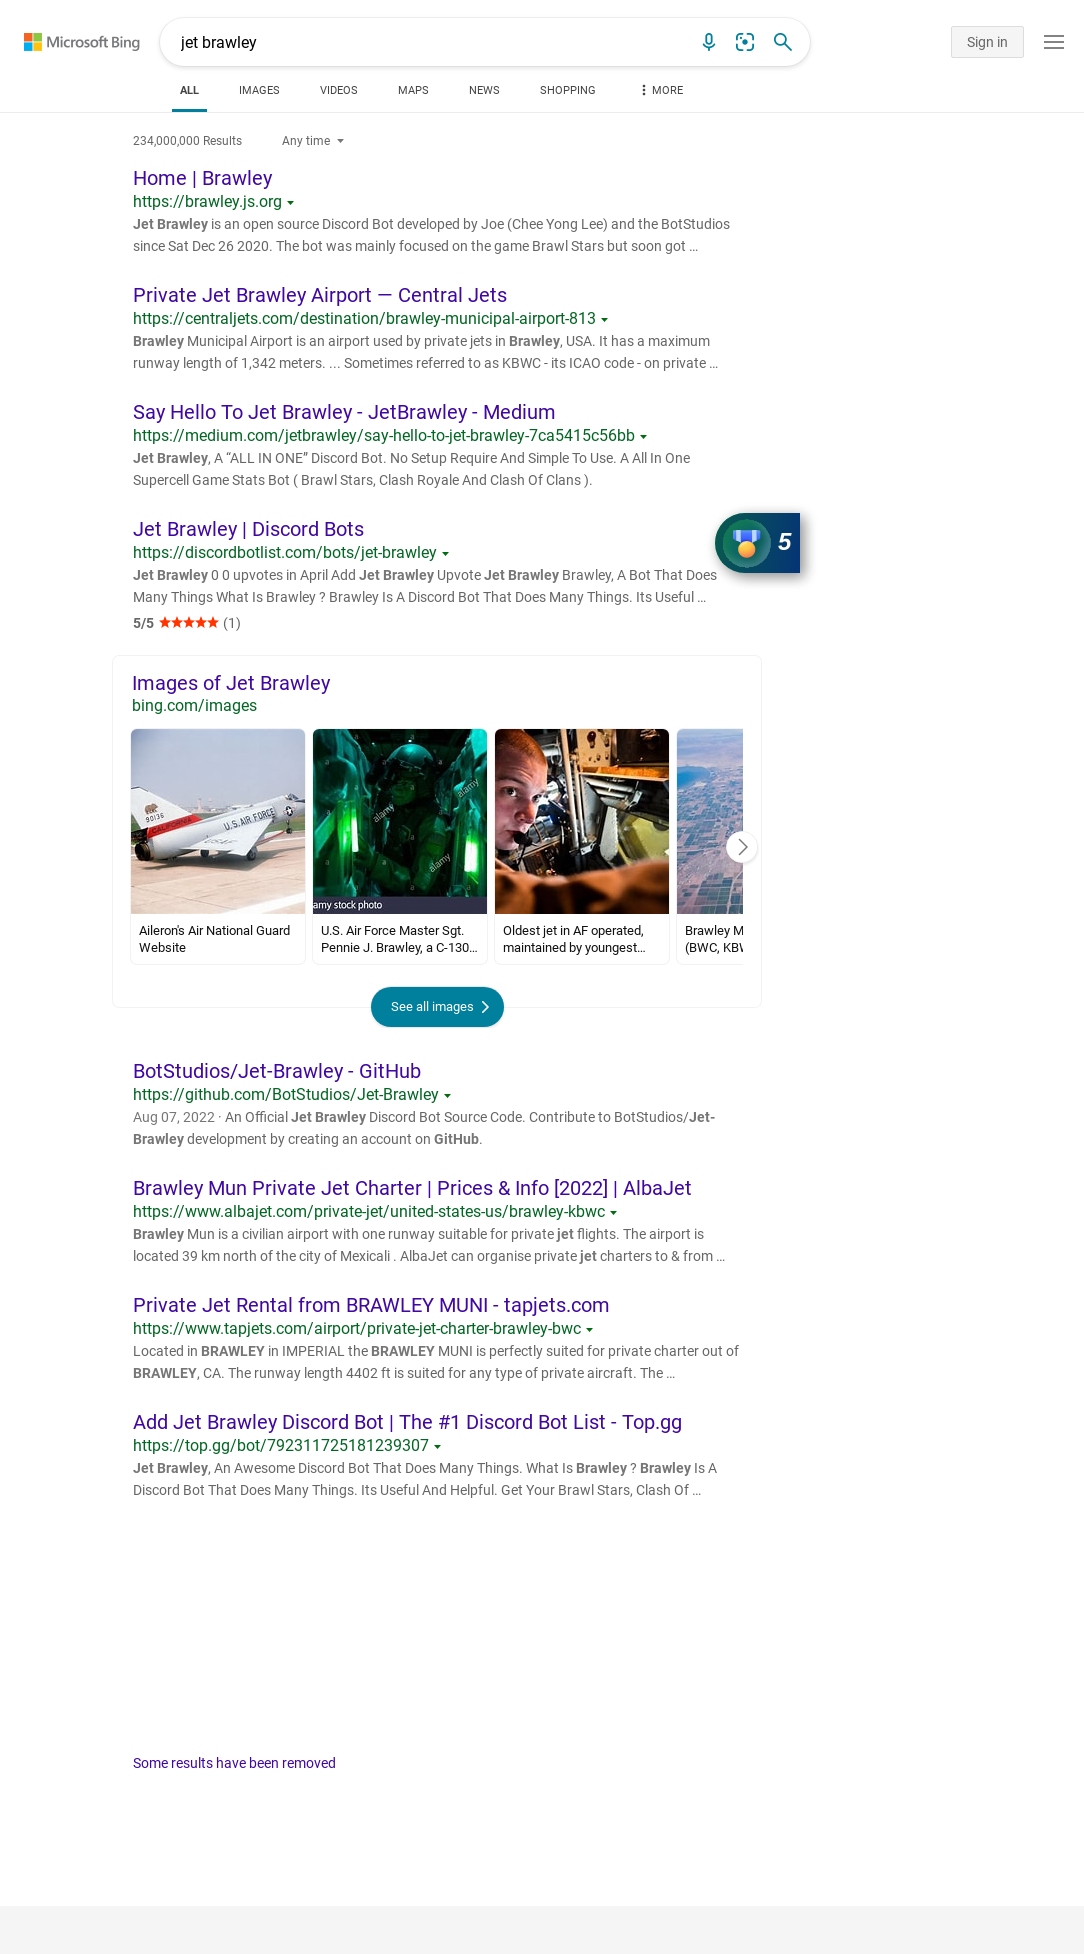 Microsoft Bing
jet brawley
Sign in
ALL IMAGES VIDEOS MAPS NEWS SHOPPING MORE
234,000,000 Results Any time
Home | Brawley
https://brawley.js.org
Jet Brawley is an open source Discord Bot developed by Joe (Chee Yong Lee) and the BotStudios
since Sat Dec 26 2020. The bot was mainly focused on the game Brawl Stars but soon got …
Private Jet Brawley Airport — Central Jets
https://centraljets.com/destination/brawley-municipal-airport-813
Brawley Municipal Airport is an airport used by private jets in Brawley, USA. It has a maximum
runway length of 1,342 meters. ... Sometimes referred to as KBWC - its ICAO code - on private …
Say Hello To Jet Brawley - JetBrawley - Medium
https://medium.com/jetbrawley/say-hello-to-jet-brawley-7ca5415c56bb
Jet Brawley, A “ALL IN ONE” Discord Bot. No Setup Require And Simple To Use. A All In One
Supercell Game Stats Bot ( Brawl Stars, Clash Royale And Clash Of Clans ).
Jet Brawley | Discord Bots
5
https://discordbotlist.com/bots/jet-brawley
Jet Brawley 0 0 upvotes in April Add Jet Brawley Upvote Jet Brawley Brawley, A Bot That Does
Many Things What Is Brawley ? Brawley Is A Discord Bot That Does Many Things. Its Useful …
5/5 (1)
Images of Jet Brawley
bing.com/images
90136
CALIFORNIA
U.S. AIR FORCE
a
alamy
alamy
alamy
amy stock photo
Aileron's Air National Guard
Website
U.S. Air Force Master Sgt.
Pennie J. Brawley, a C-130…
Oldest jet in AF operated,
maintained by youngest…
Brawley M
(BWC, KBW
See all images
BotStudios/Jet-Brawley - GitHub
https://github.com/BotStudios/Jet-Brawley
Aug 07, 2022 · An Official Jet Brawley Discord Bot Source Code. Contribute to BotStudios/Jet-
Brawley development by creating an account on GitHub.
Brawley Mun Private Jet Charter | Prices & Info [2022] | AlbaJet
https://www.albajet.com/private-jet/united-states-us/brawley-kbwc
Brawley Mun is a civilian airport with one runway suitable for private jet flights. The airport is
located 39 km north of the city of Mexicali . AlbaJet can organise private jet charters to & from …
Private Jet Rental from BRAWLEY MUNI - tapjets.com
https://www.tapjets.com/airport/private-jet-charter-brawley-bwc
Located in BRAWLEY in IMPERIAL the BRAWLEY MUNI is perfectly suited for private charter out of
BRAWLEY, CA. The runway length 4402 ft is suited for any type of private aircraft. The …
Add Jet Brawley Discord Bot | The #1 Discord Bot List - Top.gg
https://top.gg/bot/792311725181239307
Jet Brawley, An Awesome Discord Bot That Does Many Things. What Is Brawley ? Brawley Is A
Discord Bot That Does Many Things. Its Useful And Helpful. Get Your Brawl Stars, Clash Of …
Some results have been removed